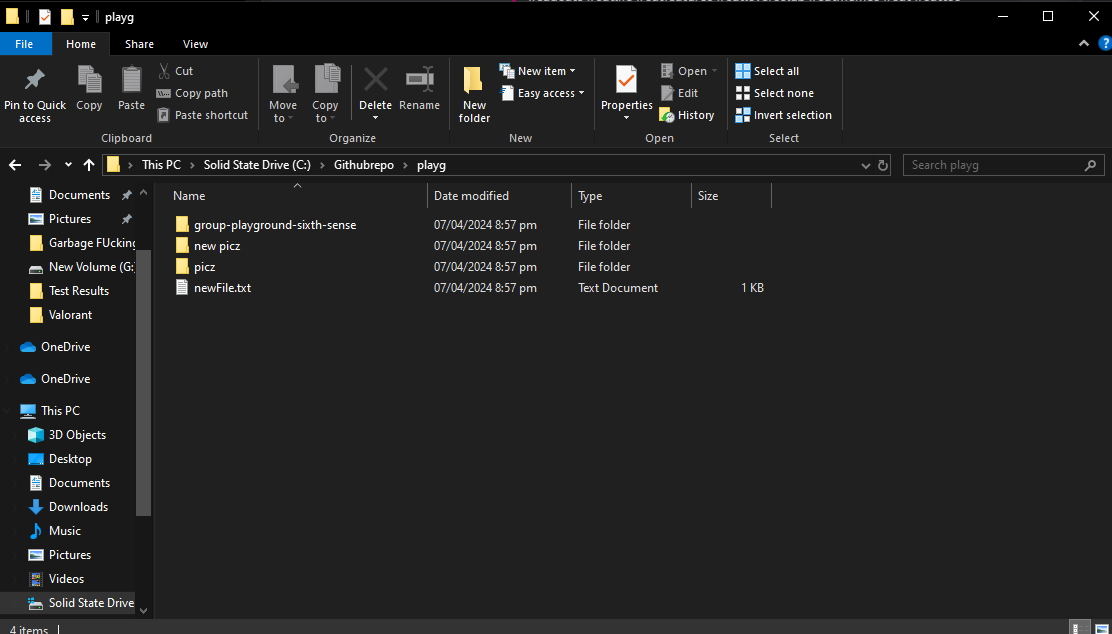 playg
File Home Share View
Pin to Quick access
Copy
Paste
Cut
Copy path
Paste shortcut
Clipboard
Move to
Copy to
Delete
Rename
Organize
New folder
New item
Easy access
New
Properties
Open
Edit
History
Open
Select all
Select none
Invert selection
Select
This PC > Solid State Drive (C:) > Githubrepo > playg
Search playg
Documents
Pictures
Garbage FUcking
New Volume (G:
Test Results
Valorant
OneDrive
OneDrive
This PC
3D Objects
Desktop
Documents
Downloads
Music
Pictures
Videos
Solid State Drive
Name Date modified Type Size
group-playground-sixth-sense 07/04/2024 8:57 pm File folder
new picz 07/04/2024 8:57 pm File folder
picz 07/04/2024 8:57 pm File folder
newFile.txt 07/04/2024 8:57 pm Text Document 1 KB
4 items